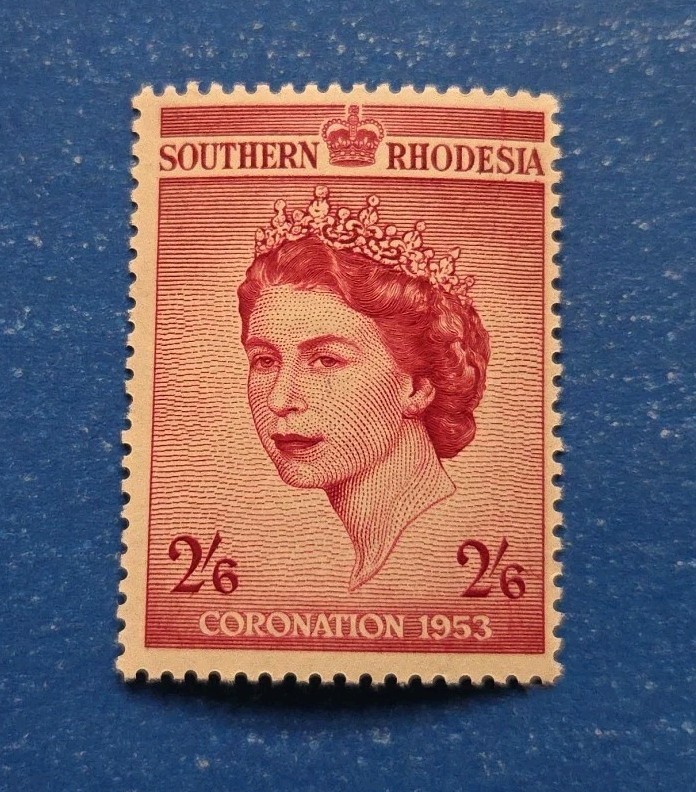 SOUTHERN RHODESIA
2/6 2/6
CORONATION 1953